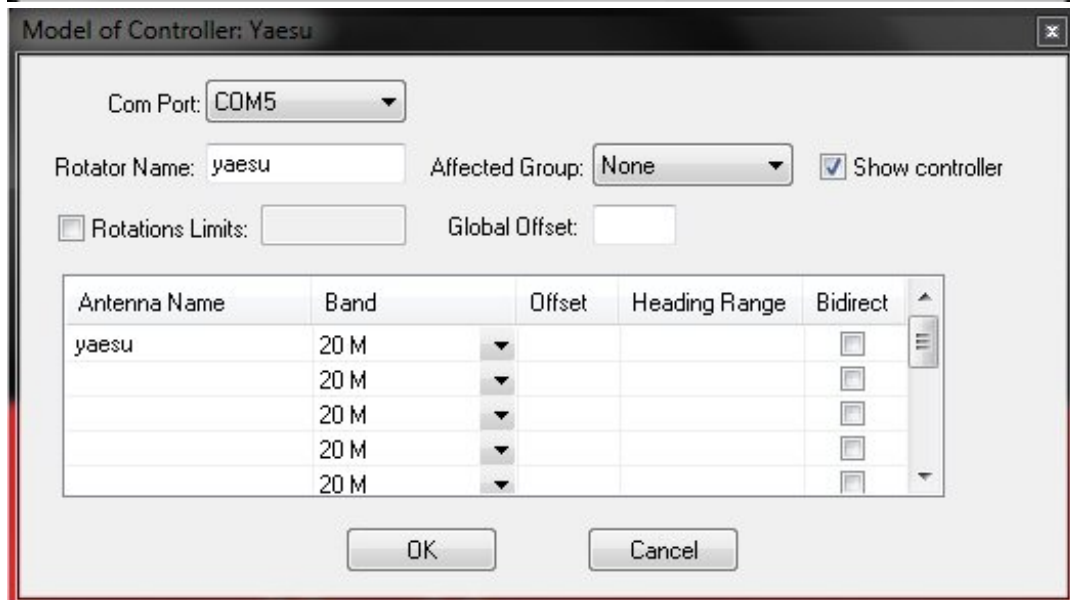 Model of Controller: Yaesu
Com Port: COM5
Rotator Name: yaesu Affected Group: None Show controller
Rotations Limits: Global Offset:
Antenna Name Band Offset Heading Range Bidirect
yaesu 20 M
20 M
20 M
20 M
20 M
OK Cancel